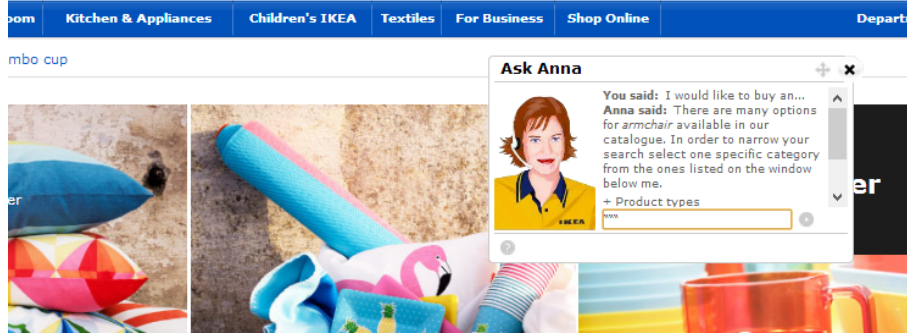 oom Kitchen & Appliances Children's IKEA Textiles For Business Shop Online Depart
mbo cup
Ask Anna
You said: I would like to buy an...
Anna said: There are many options
for armchair available in our
catalogue. In order to narrow your
search select one specific category
from the ones listed on the window
below me.
+ Product types
IKEA
er
er